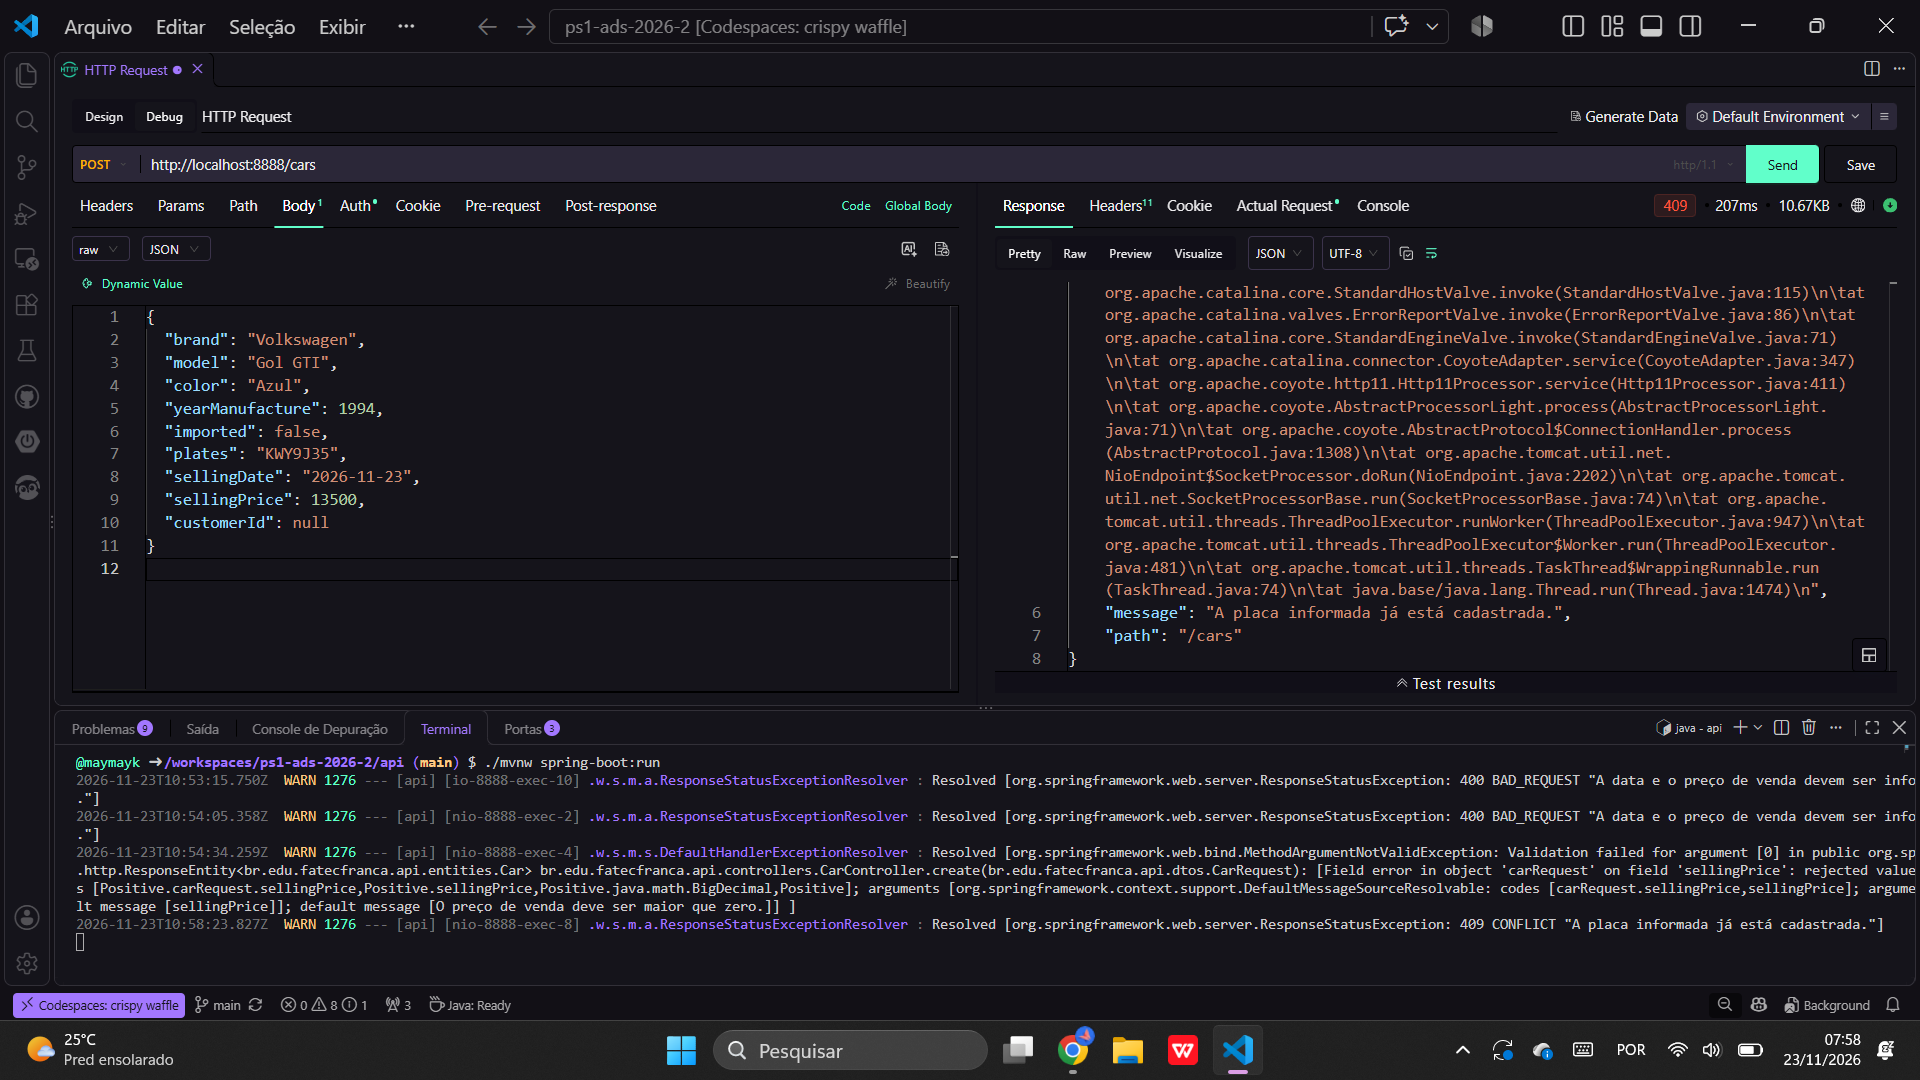 Arquivo Editar Seleção Exibir ··· ps1-ads-2026-2 [Codespaces: crispy waffle]
HTTP HTTP Request
Design Debug HTTP Request Generate Data Default Environment
POST http://localhost:8888/cars http/1.1 Send Save
Headers Params Path Body 1 Auth Cookie Pre-request Post-response Code Global Body
raw JSON
AI
Dynamic Value Beautify
1 {
2 "brand": "Volkswagen",
3 "model": "Gol GTI",
4 "color": "Azul",
5 "yearManufacture": 1994,
6 "imported": false,
7 "plates": "KWY9J35",
8 "sellingDate": "2026-11-23",
9 "sellingPrice": 13500,
10 "customerId": null
11 }
12
Response Headers 11 Cookie Actual Request Console 409 207ms 10.67KB
Pretty Raw Preview Visualize JSON UTF-8
org.apache.catalina.core.StandardHostValve.invoke(StandardHostValve.java:115)\n\tat
org.apache.catalina.valves.ErrorReportValve.invoke(ErrorReportValve.java:86)\n\tat
org.apache.catalina.core.StandardEngineValve.invoke(StandardEngineValve.java:71)
\n\tat org.apache.catalina.connector.CoyoteAdapter.service(CoyoteAdapter.java:347)
\n\tat org.apache.coyote.http11.Http11Processor.service(Http11Processor.java:411)
\n\tat org.apache.coyote.AbstractProcessorLight.process(AbstractProcessorLight.
java:71)\n\tat org.apache.coyote.AbstractProtocol$ConnectionHandler.process
(AbstractProtocol.java:1308)\n\tat org.apache.tomcat.util.net.
NioEndpoint$SocketProcessor.doRun(NioEndpoint.java:2202)\n\tat org.apache.tomcat.
util.net.SocketProcessorBase.run(SocketProcessorBase.java:74)\n\tat org.apache.
tomcat.util.threads.ThreadPoolExecutor.runWorker(ThreadPoolExecutor.java:947)\n\tat
org.apache.tomcat.util.threads.ThreadPoolExecutor$Worker.run(ThreadPoolExecutor.
java:481)\n\tat org.apache.tomcat.util.threads.TaskThread$WrappingRunnable.run
(TaskThread.java:74)\n\tat java.base/java.lang.Thread.run(Thread.java:1474)\n",
6 "message": "A placa informada já está cadastrada.",
7 "path": "/cars"
8 }
Test results
Problemas 9 Saída Console de Depuração Terminal Portas 3 java - api
@maymayk ➜/workspaces/ps1-ads-2026-2/api (main) $ ./mvnw spring-boot:run
2026-11-23T10:53:15.750Z WARN 1276 --- [api] [io-8888-exec-10] .w.s.m.a.ResponseStatusExceptionResolver : Resolved [org.springframework.web.server.ResponseStatusException: 400 BAD_REQUEST "A data e o preço de venda devem ser info
."]
2026-11-23T10:54:05.358Z WARN 1276 --- [api] [nio-8888-exec-2] .w.s.m.a.ResponseStatusExceptionResolver : Resolved [org.springframework.web.server.ResponseStatusException: 400 BAD_REQUEST "A data e o preço de venda devem ser info
."]
2026-11-23T10:54:34.259Z WARN 1276 --- [api] [nio-8888-exec-4] .w.s.m.s.DefaultHandlerExceptionResolver : Resolved [org.springframework.web.bind.MethodArgumentNotValidException: Validation failed for argument [0] in public org.sp
.http.ResponseEntity<br.edu.fatecfranca.api.entities.Car> br.edu.fatecfranca.api.controllers.CarController.create(br.edu.fatecfranca.api.dtos.CarRequest): [Field error in object 'carRequest' on field 'sellingPrice': rejected value
s [Positive.carRequest.sellingPrice,Positive.sellingPrice,Positive.java.math.BigDecimal,Positive]; arguments [org.springframework.context.support.DefaultMessageSourceResolvable: codes [carRequest.sellingPrice,sellingPrice]; argume
lt message [sellingPrice]]; default message [O preço de venda deve ser maior que zero.]] ]
2026-11-23T10:58:23.827Z WARN 1276 --- [api] [nio-8888-exec-8] .w.s.m.a.ResponseStatusExceptionResolver : Resolved [org.springframework.web.server.ResponseStatusException: 409 CONFLICT "A placa informada já está cadastrada."]
Codespaces: crispy waffle main 0 8 1 3 Java: Ready Background
25°C
Pred ensolarado
Pesquisar
W
POR
07:58
23/11/2026